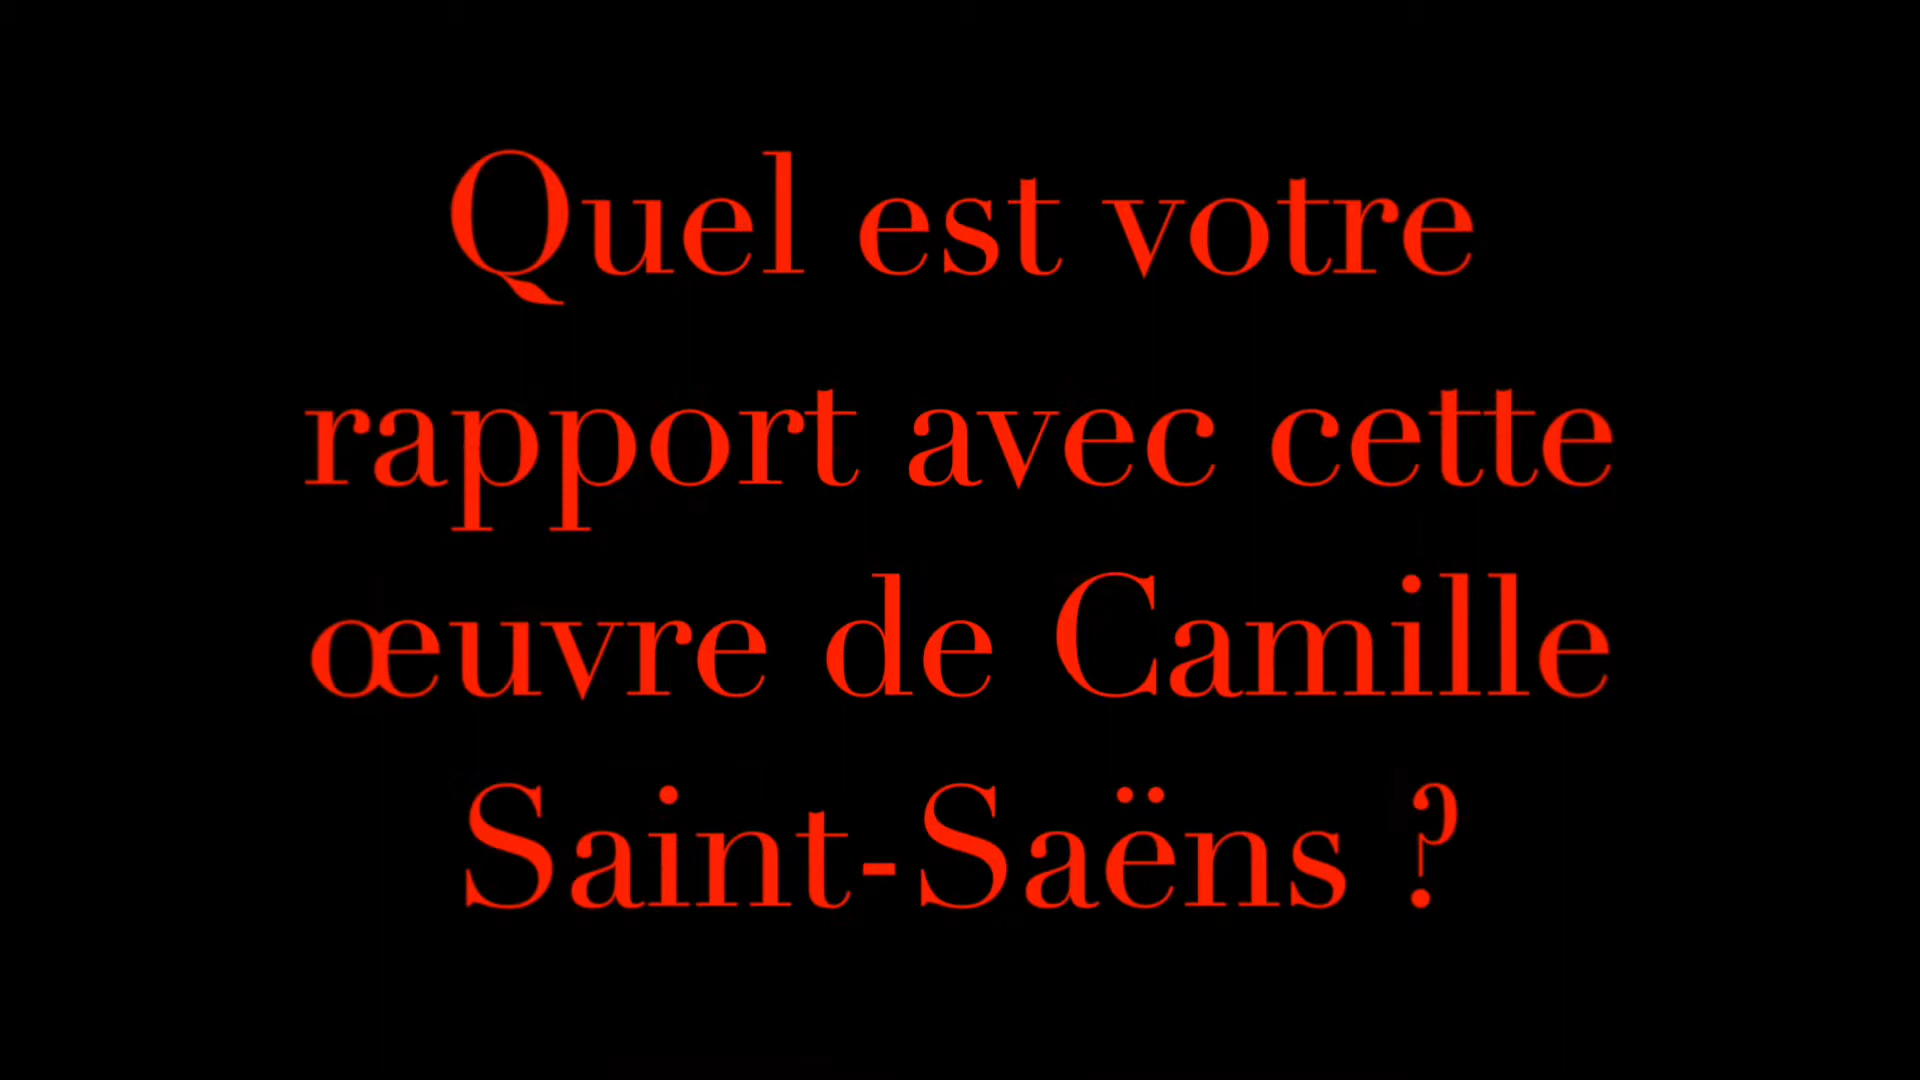 Quel est votre
rapport avec cette
œuvre de Camille
Saint-Saëns ?